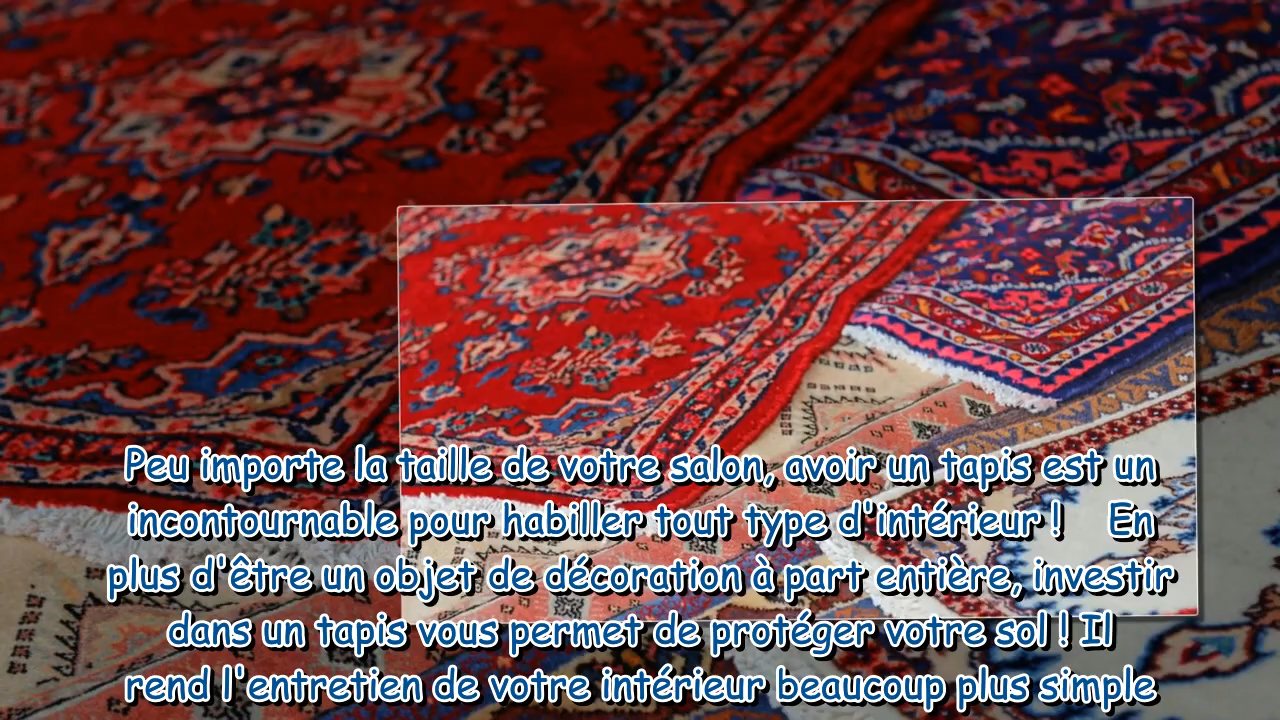 Peu importe la taille de votre salon, avoir un tapis est un
incontournable pour habiller tout type d'intérieur ! En
plus d'être un objet de décoration à part entière, investir
dans un tapis vous permet de protéger votre sol ! Il
rend l'entretien de votre intérieur beaucoup plus simple